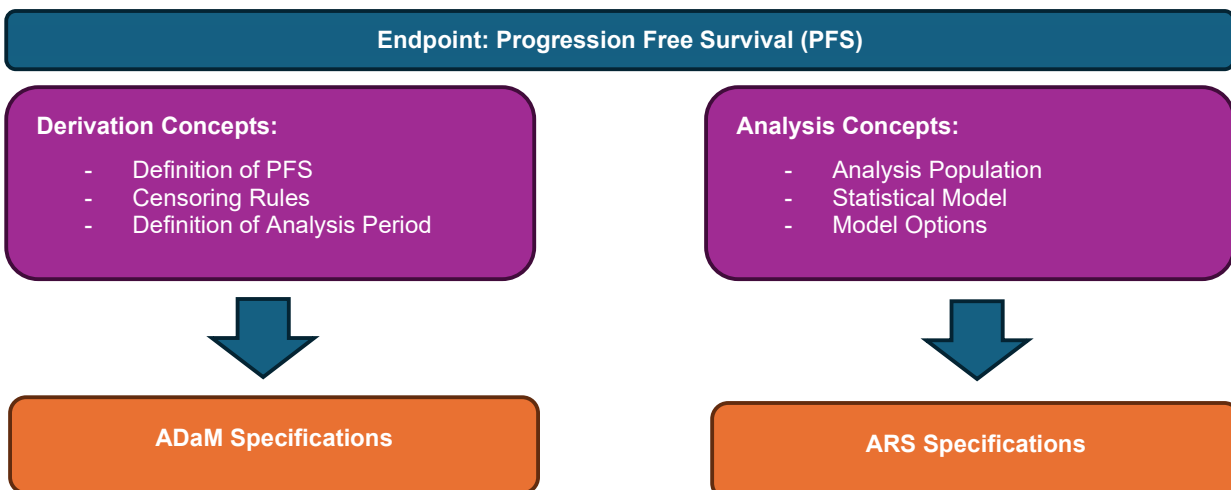 Endpoint: Progression Free Survival (PFS)
Derivation Concepts:
- Definition of PFS
- Censoring Rules
- Definition of Analysis Period
Analysis Concepts:
- Analysis Population
- Statistical Model
- Model Options
ADaM Specifications
ARS Specifications